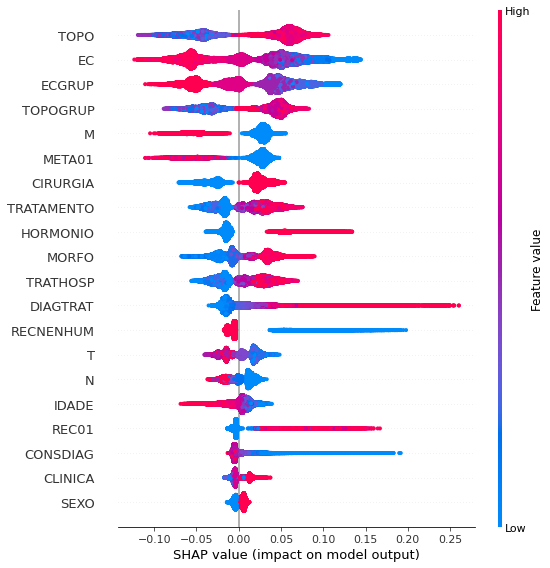 High
TOPO
EC
ECGRUP
TOPOGRUP
M
META01
CIRURGIA
TRATAMENTO
HORMONIO
MORFO
TRATHOSP
DIAGTRAT
RECNENHUM
T
N
IDADE
REC01
CONSDIAG
CLINICA
SEXO
Feature value
Low
−0.10 −0.05 0.00 0.05 0.10 0.15 0.20 0.25
SHAP value (impact on model output)